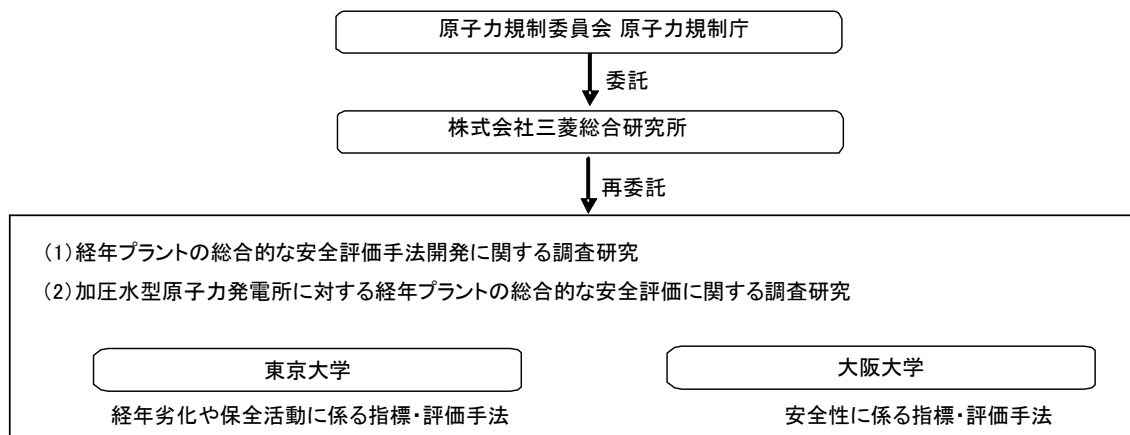 原子力規制委員会 原子力規制庁
委託
株式会社三菱総合研究所
再委託
(1)経年プラントの総合的な安全評価手法開発に関する調査研究
(2)加圧水型原子力発電所に対する経年プラントの総合的な安全評価に関する調査研究
東京大学
大阪大学
経年劣化や保全活動に係る指標・評価手法
安全性に係る指標・評価手法